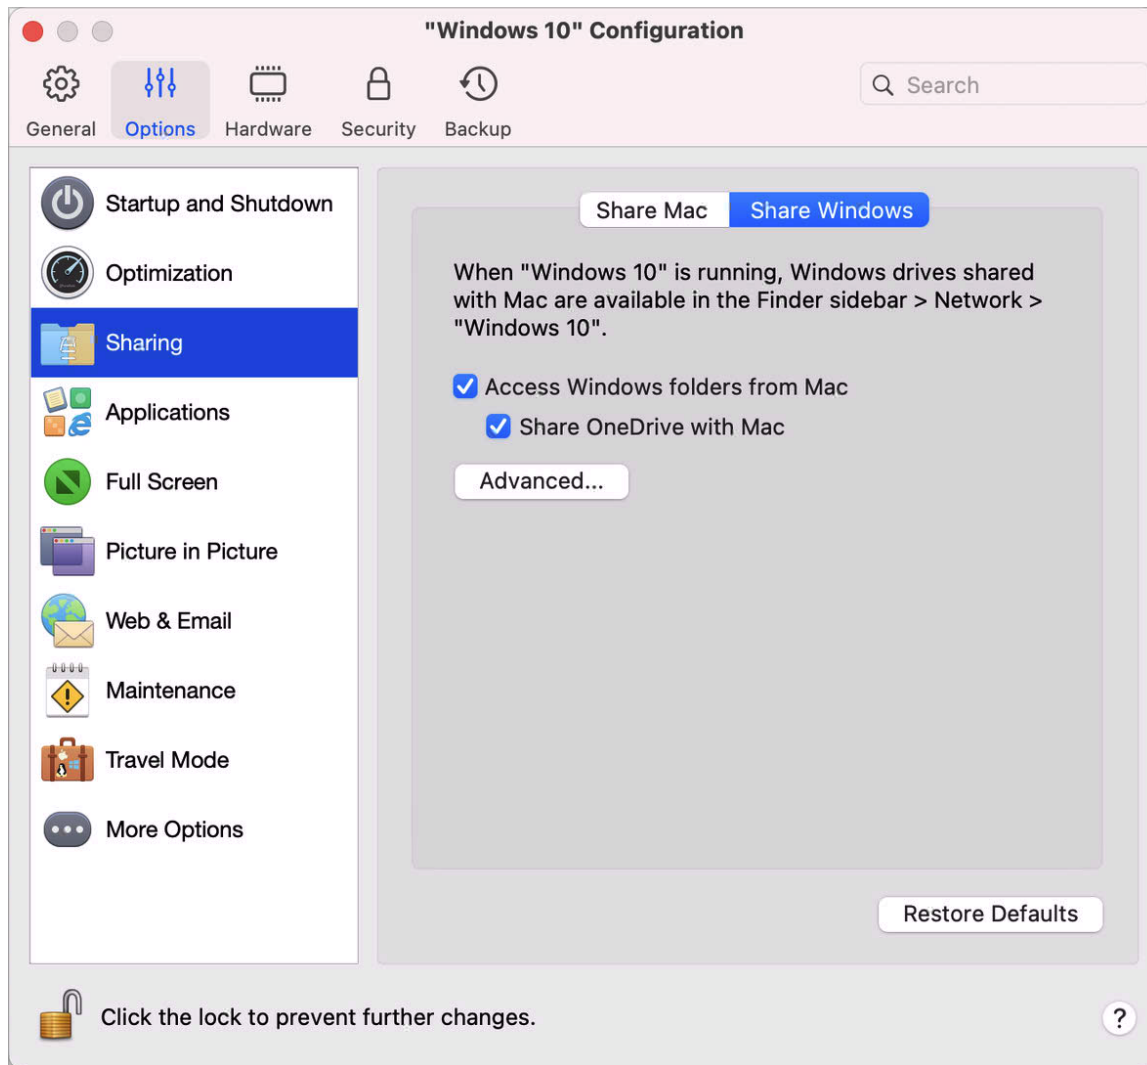 "Windows 10" Configuration
General
Options
Hardware
Security
Backup
Search
Startup and Shutdown
Optimization
Sharing
Applications
Full Screen
Picture in Picture
Web & Email
Maintenance
Travel Mode
More Options
Share Mac
Share Windows
When "Windows 10" is running, Windows drives shared
with Mac are available in the Finder sidebar > Network >
"Windows 10".
Access Windows folders from Mac
Share OneDrive with Mac
Advanced...
Restore Defaults
Click the lock to prevent further changes.
?